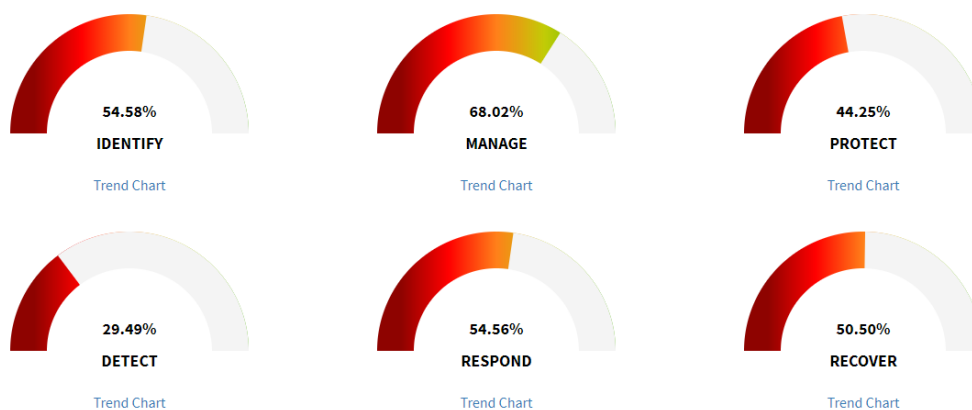 54.58%
IDENTIFY
Trend Chart
68.02%
MANAGE
Trend Chart
44.25%
PROTECT
Trend Chart
29.49%
DETECT
Trend Chart
54.56%
RESPOND
Trend Chart
50.50%
RECOVER
Trend Chart